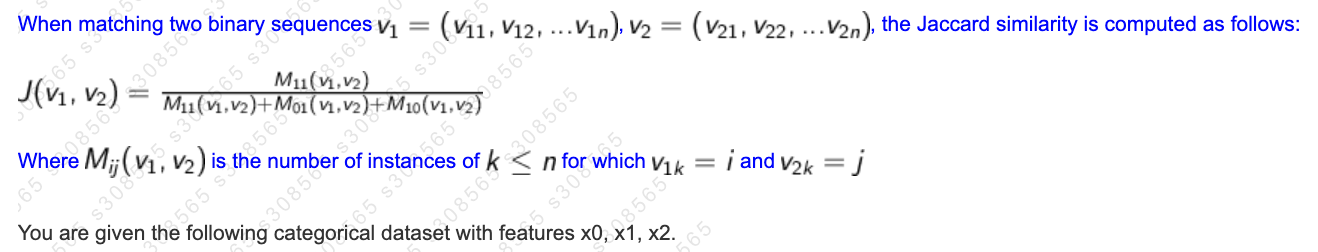 When matching two binary sequences v₁ = (v₁₁, v₁₂, ...v₁ₙ), v₂ = (v₂₁, v₂₂, ...v₂ₙ), the Jaccard similarity is computed as follows:
J(v₁, v₂) = M₁₁(v₁,v₂) / M₁₁(v₁,v₂)+M₀₁(v₁,v₂)+M₁₀(v₁,v₂)
Where Mᵢⱼ(v₁, v₂) is the number of instances of k ≤ n for which v₁ₖ = i and v₂ₖ = j
You are given the following categorical dataset with features x0, x1, x2.